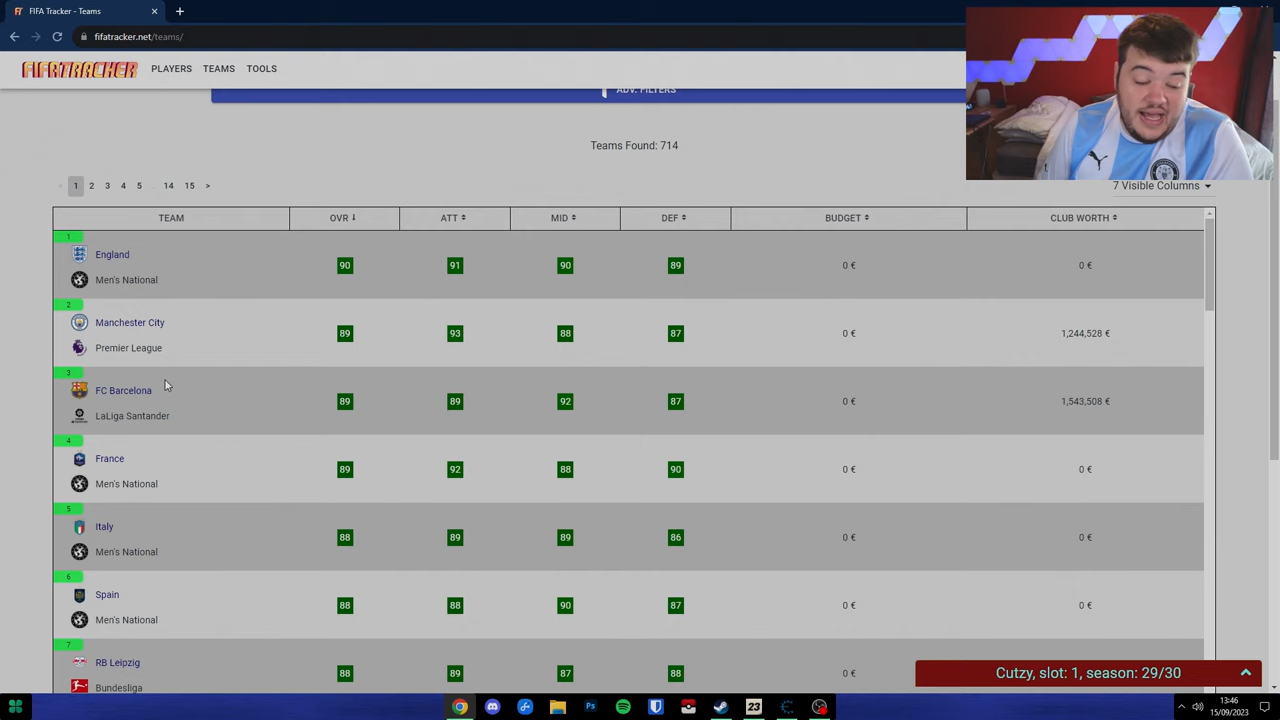 FIFA Tracker - Teams
fifatracker.net/teams/
FIFATRACKER PLAYERS TEAMS TOOLS
ADV. FILTERS
Teams Found: 714
1 2 3 4 5 ... 14 15 >
7 Visible Columns
TEAM OVR ATT MID DEF BUDGET CLUB WORTH
1
England 90 91 90 89 0 € 0 €
Men's National
2
Manchester City 89 93 88 87 0 € 1,244,528 €
Premier League
3
FC Barcelona 89 89 92 87 0 € 1,543,508 €
LaLiga Santander
4
France 89 92 88 90 0 € 0 €
Men's National
5
Italy 88 89 89 86 0 € 0 €
Men's National
6
Spain 88 88 90 87 0 € 0 €
Men's National
7
RB Leipzig 88 89 87 88 0 €
Bundesliga
Cutzy, slot: 1, season: 29/30
23
13:46
15/09/2023